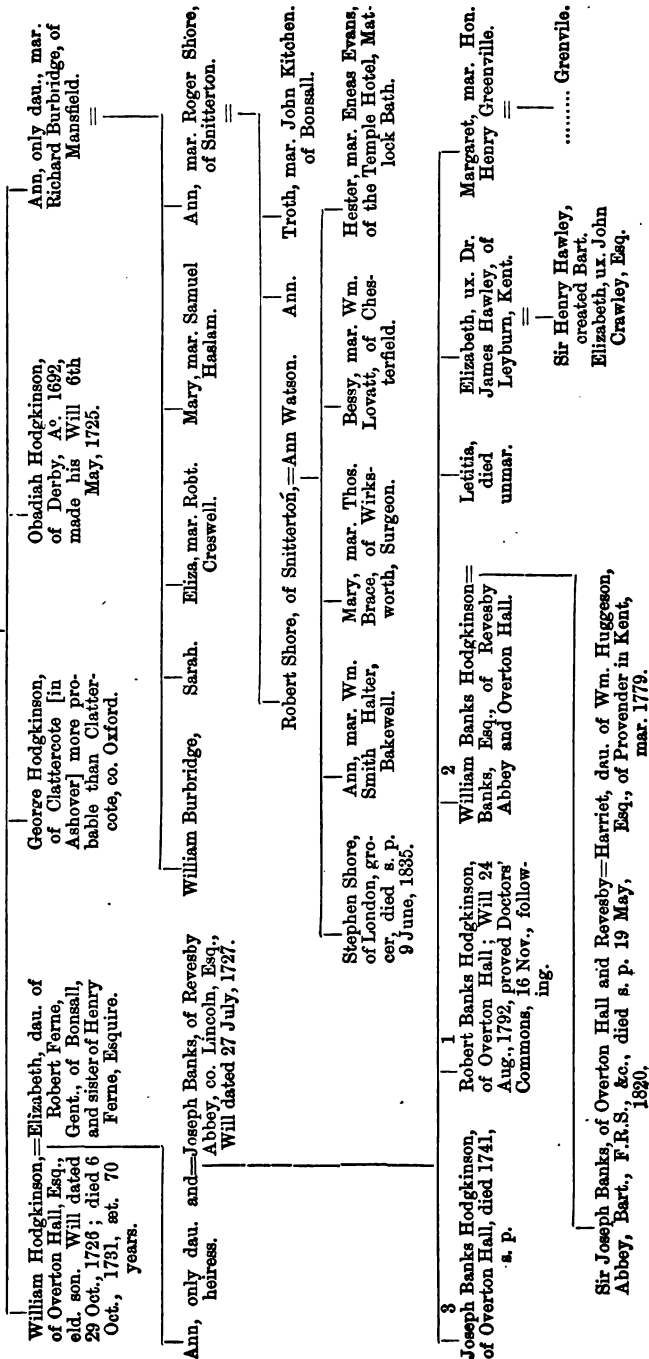 William Hodgkinson,=Elizabeth, dau. of
of Overton Hall, Esq., Robert Ferne,
eld. son. Will dated Gent., of Bonsall,
29 Oct., 1726; died 6 and sister of Henry
Oct., 1731, æt. 70 Ferne, Esquire.
years.
George Hodgkinson,
of Clattercote [in
Ashover] more pro-
bable than Clatter-
cote, co. Oxford.
Obadiah Hodgkinson,
of Derby, A°. 1692,
made his Will 6th
May, 1725.
Ann, only dau., mar.
Richard Burbridge, of
Mansfield.
=
Ann, only dau. and=Joseph Banks, of Revesby
heiress. Abbey, co. Lincoln, Esq.,
Will dated 27 July, 1727.
William Burbridge,
Sarah.
Eliza, mar. Robt.
Creswell.
Mary, mar. Samuel
Haslam.
Ann, mar. Roger Shore,
of Snitterton.
=
Robert Shore, of Snitterton,=Ann Watson.
Ann.
Troth, mar. John Kitchen.
of Bonsall.
Stephen Shore,
of London, gro-
cer, died s. p.
9 June, 1835.
Ann, mar. Wm.
Smith Halter,
Bakewell.
Mary, mar. Thos.
Brace, of Wirks-
worth, Surgeon.
Bessy, mar. Wm.
Lovatt, of Ches-
terfield.
Hester, mar. Eneas Evans,
of the Temple Hotel, Mat-
lock Bath.
3
Joseph Banks Hodgkinson,
of Overton Hall, died 1741,
s. p.
1
Robert Banks Hodgkinson,
of Overton Hall; Will 24
Aug., 1792, proved Doctors'
Commons, 16 Nov., follow-
ing.
2
William Banks Hodgkinson=
Banks, Esq., of Revesby
Abbey and Overton Hall.
Letitia,
died
unmar.
Elizabeth, ux. Dr.
James Hawley, of
Leyburn, Kent.
=
Sir Henry Hawley,
created Bart.
Elizabeth, ux. John
Crawley, Esq.
Margaret, mar. Hon.
Henry Greenville.
=
......... Grenvile.
Sir Joseph Banks, of Overton Hall and Revesby=Harriet, dau. of Wm. Huggeson,
Abbey, Bart., F.R.S., &c., died s. p. 19 May, Esq., of Provender in Kent,
1820. mar. 1779.